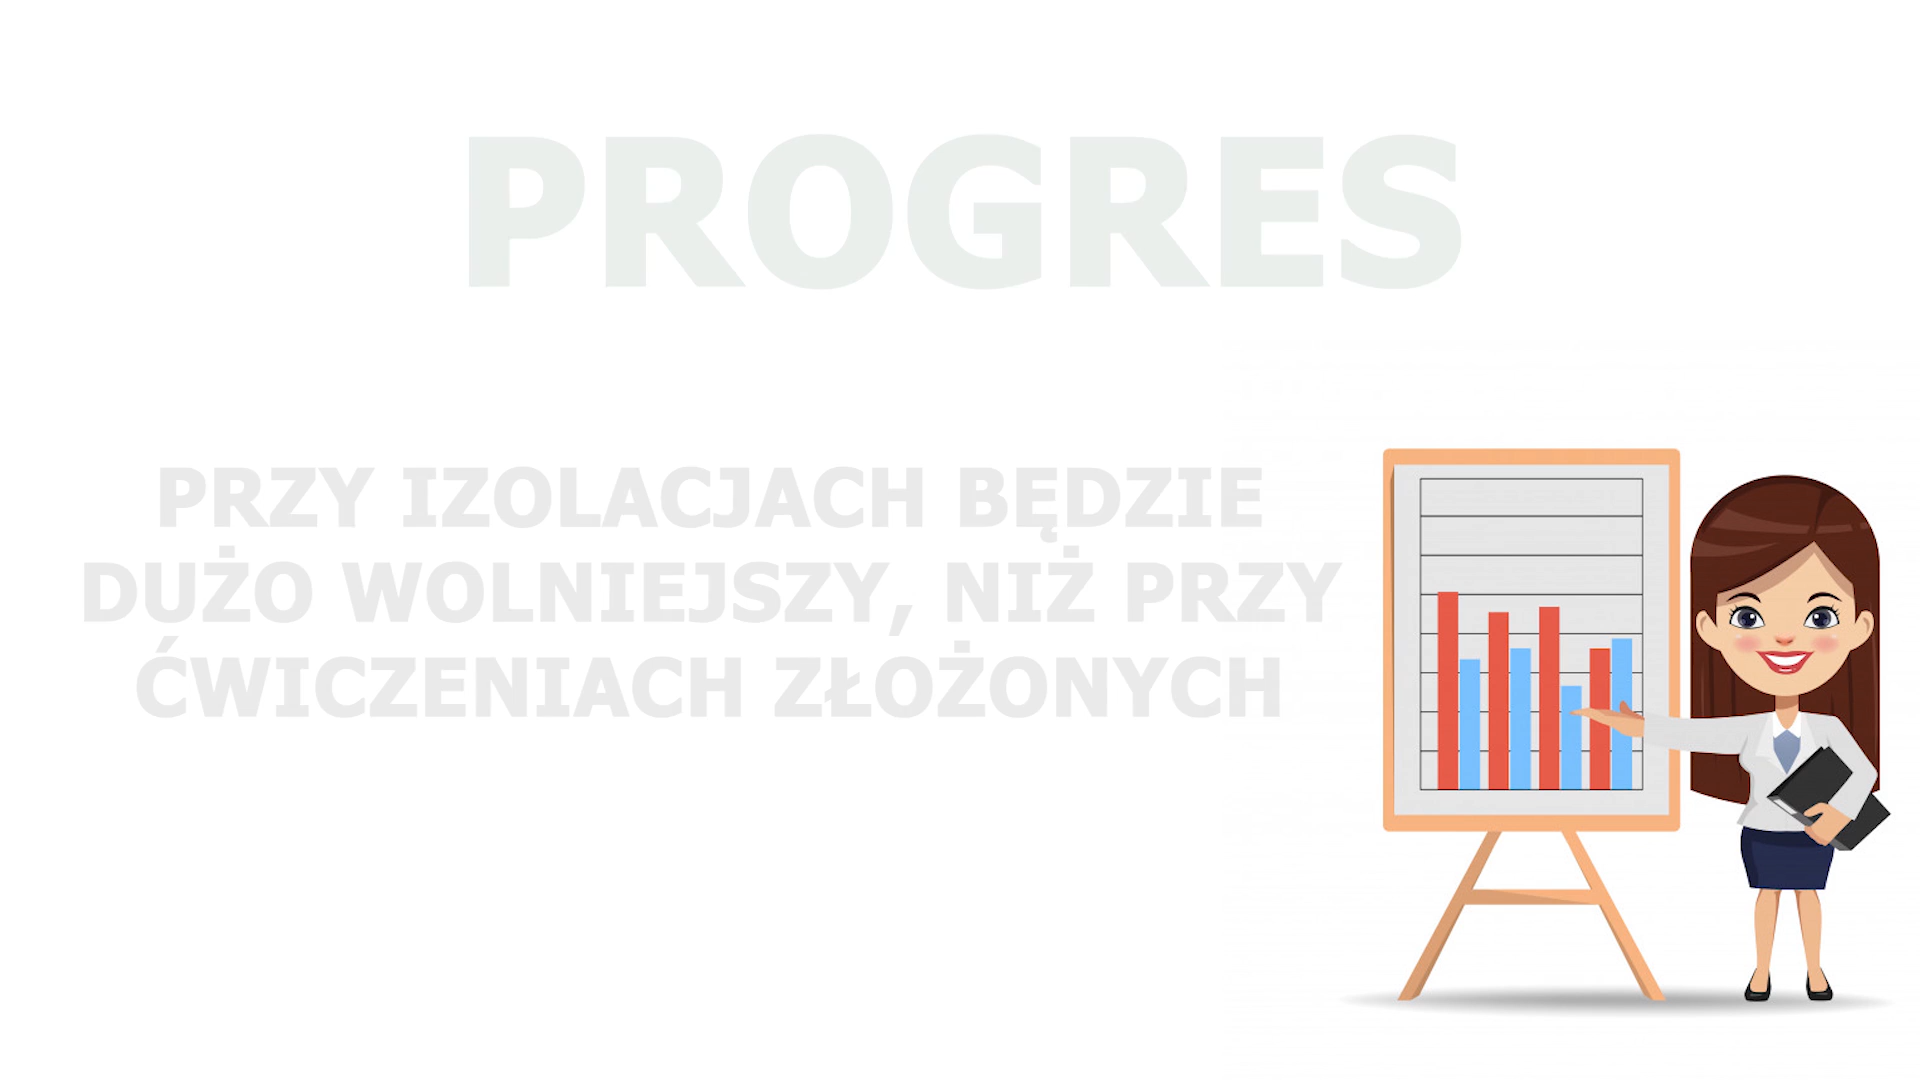 PROGRES
PRZY IZOLACJACH BĘDZIE
DUŻO WOLNIEJSZY, NIŻ PRZY
ĆWICZENIACH ZŁOŻONYCH